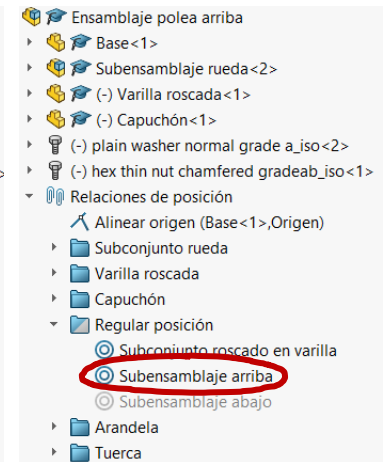 Ensamblaje polea arriba
Base<1>
Subensamblaje rueda<2>
(-) Varilla roscada<1>
(-) Capuchón<1>
(-) plain washer normal grade a_iso<2>
(-) hex thin nut chamfered gradeab_iso<1>
Relaciones de posición
Alinear origen (Base<1>,Origen)
Subconjunto rueda
Varilla roscada
Capuchón
Regular posición
Subconjunto roscado en varilla
Subensamblaje arriba
Subensamblaje abajo
Arandela
Tuerca